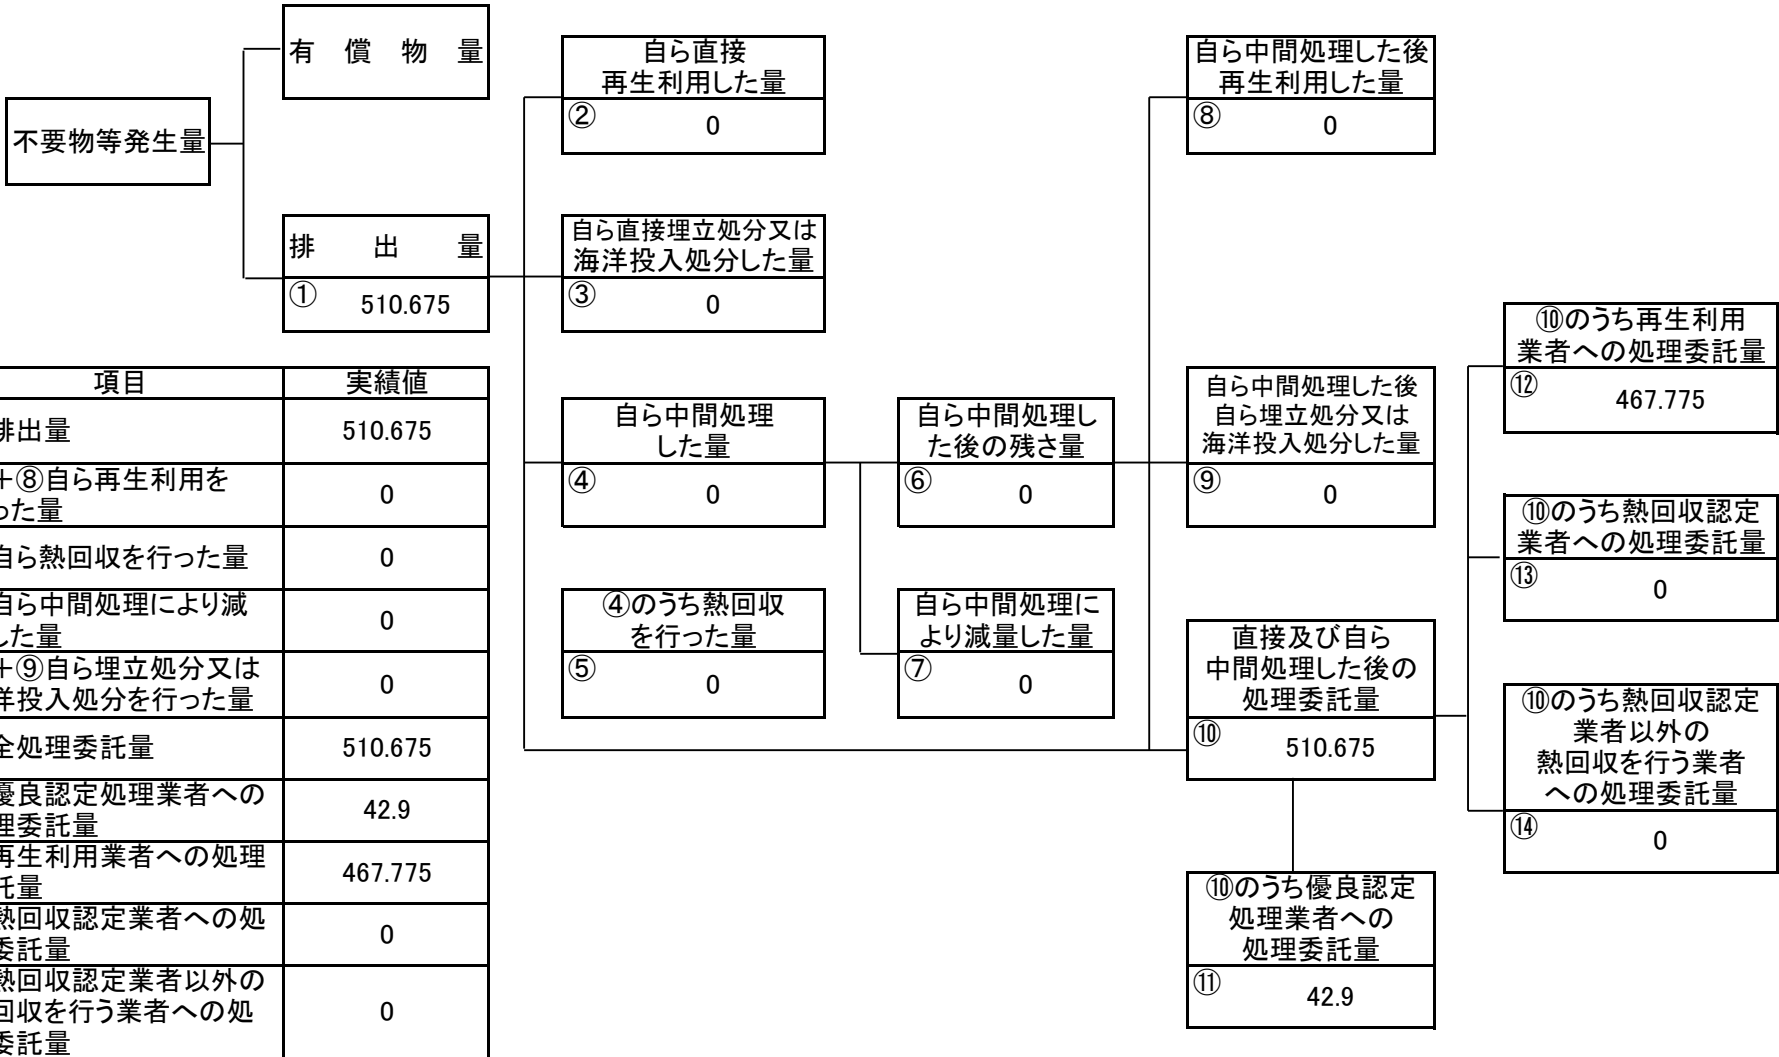 有償物量
不要物等発生量
排出量
① 510.675
自ら直接
再生利用した量
② 0
自ら直接埋立処分又は
海洋投入処分した量
③ 0
自ら中間処理
した量
④ 0
④のうち熱回収
を行った量
⑤ 0
自ら中間処理し
た後の残さ量
⑥ 0
自ら中間処理に
より減量した量
⑦ 0
自ら中間処理した後
再生利用した量
⑧ 0
自ら中間処理した後
自ら埋立処分又は
海洋投入処分した量
⑨ 0
直接及び自ら
中間処理した後の
処理委託量
⑩ 510.675
⑩のうち優良認定
処理業者への
処理委託量
⑪ 42.9
⑩のうち再生利用
業者への処理委託量
⑫ 467.775
⑩のうち熱回収認定
業者への処理委託量
⑬ 0
⑩のうち熱回収認定
業者以外の
熱回収を行う業者
への処理委託量
⑭ 0
項目 実績値
排出量 510.675
+⑧自ら再生利用を
った量 0
自ら熱回収を行った量 0
自ら中間処理により減
した量 0
+⑨自ら埋立処分又は
洋投入処分を行った量 0
全処理委託量 510.675
優良認定処理業者への
理委託量 42.9
再生利用業者への処理
託量 467.775
熱回収認定業者への処
委託量 0
熱回収認定業者以外の
回収を行う業者への処
委託量 0